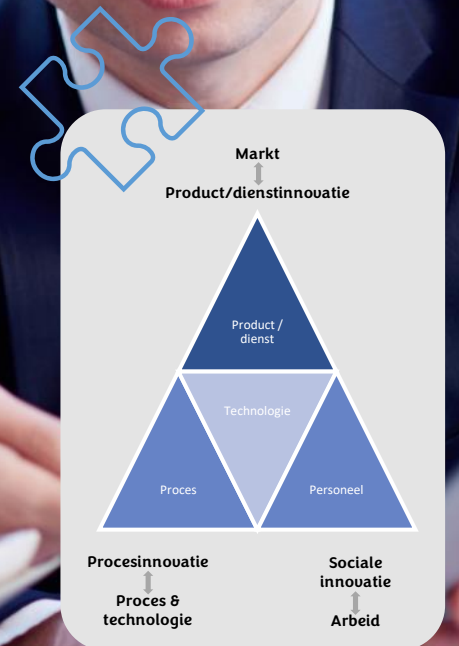 Markt
Product/dienstinnovatie
Product /
dienst
Technologie
Proces
Personeel
Procesinnovatie
Proces &
technologie
Sociale
innovatie
Arbeid